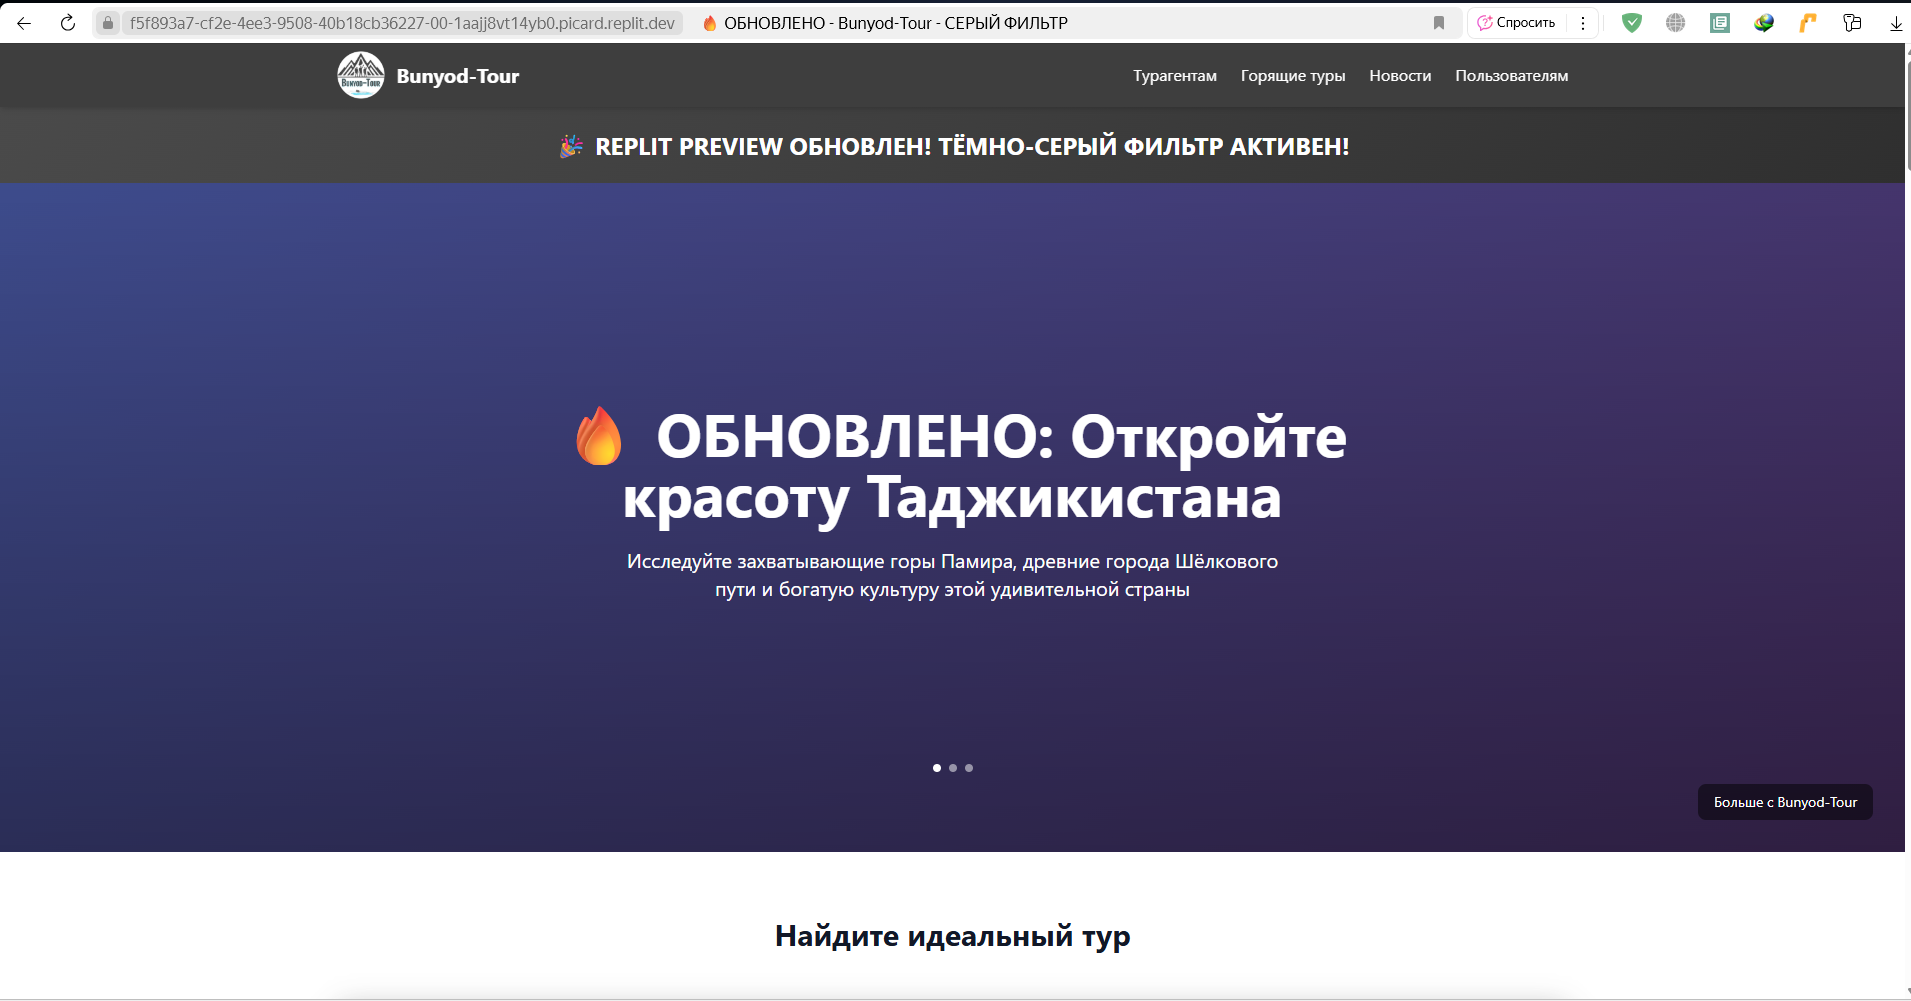 f5f893a7-cf2e-4ee3-9508-40b18cb36227-00-1aajj8vt14yb0.picard.replit.dev
🔥 ОБНОВЛЕНО - Bunyod-Tour - СЕРЫЙ ФИЛЬТР
Спросить
BUNYOD-TOUR
Bunyod-Tour
Турагентам
Горящие туры
Новости
Пользователям
🎉 REPLIT PREVIEW ОБНОВЛЕН! ТЁМНО-СЕРЫЙ ФИЛЬТР АКТИВЕН!
🔥 ОБНОВЛЕНО: Откройте
красоту Таджикистана
Исследуйте захватывающие горы Памира, древние города Шёлкового
пути и богатую культуру этой удивительной страны
Больше с Bunyod-Tour
Найдите идеальный тур